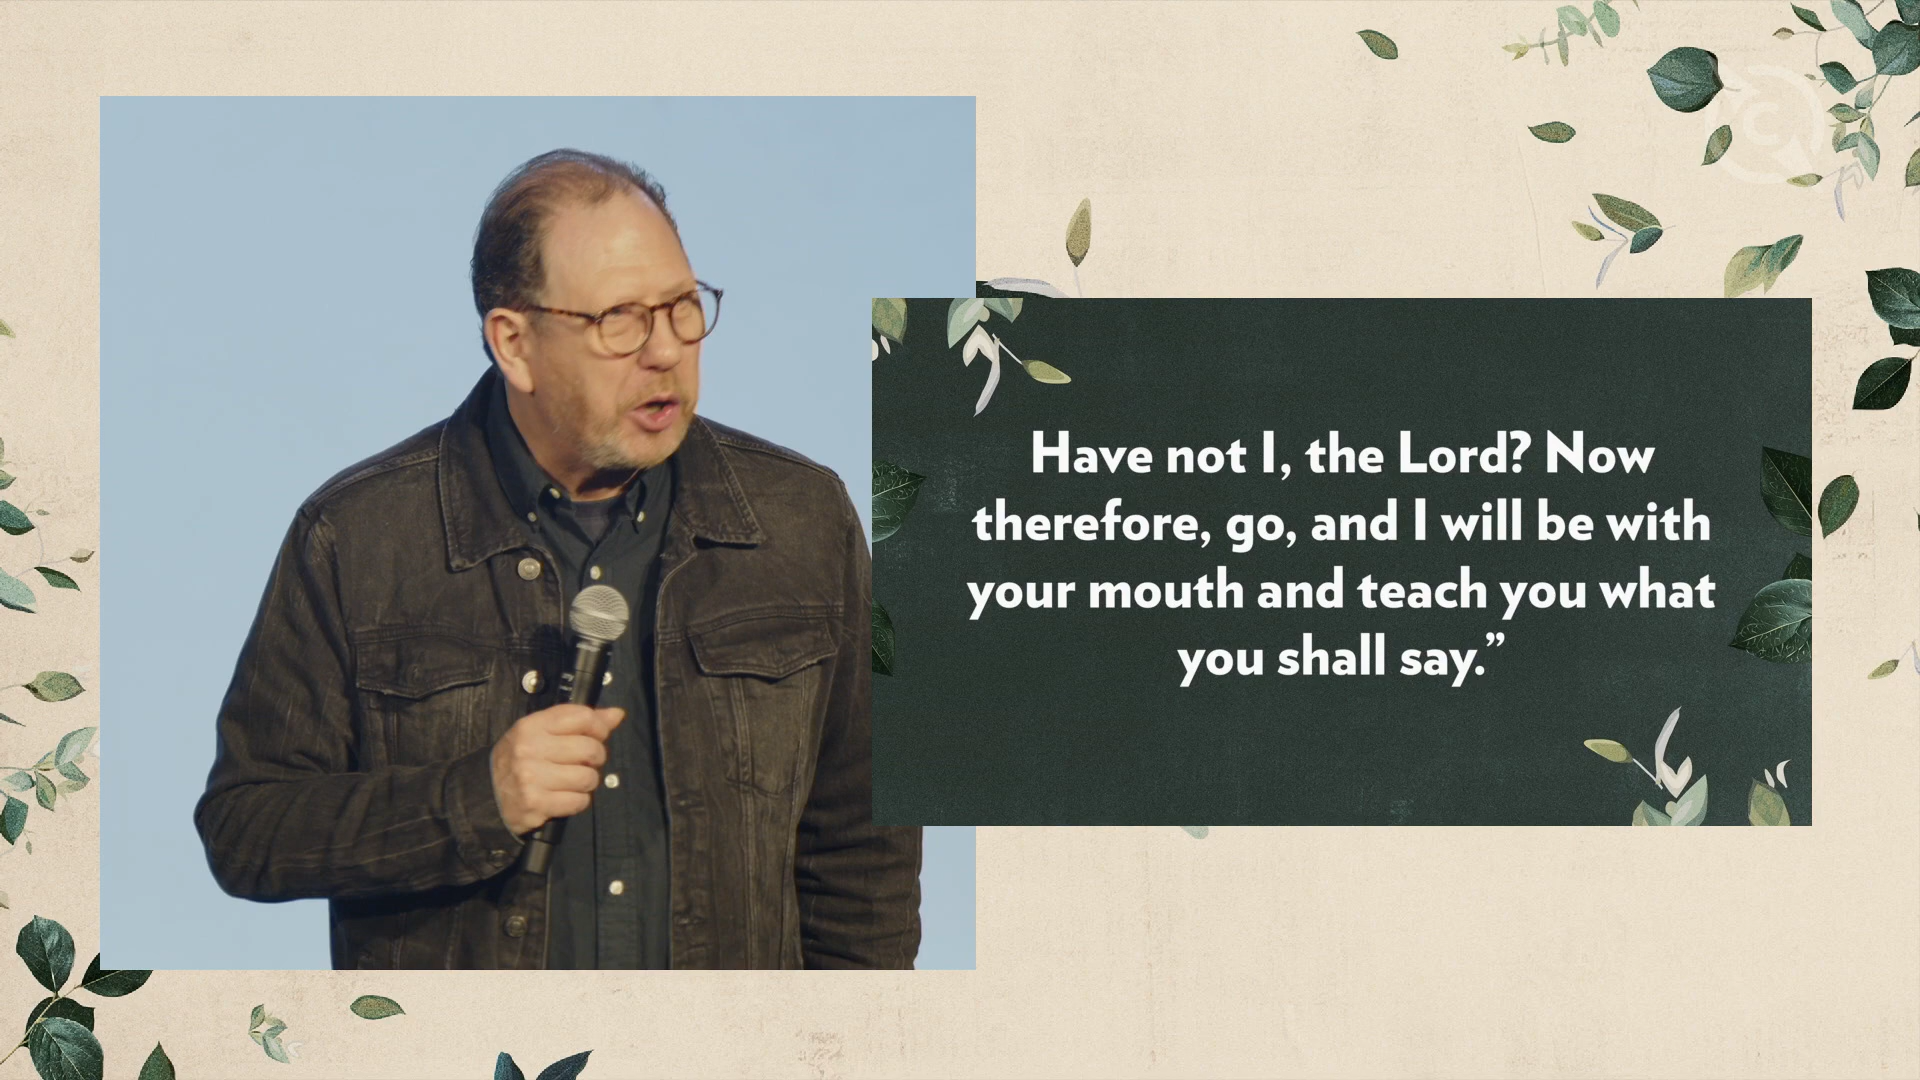 Have not I, the Lord? Now
therefore, go, and I will be with
your mouth and teach you what
you shall say.”